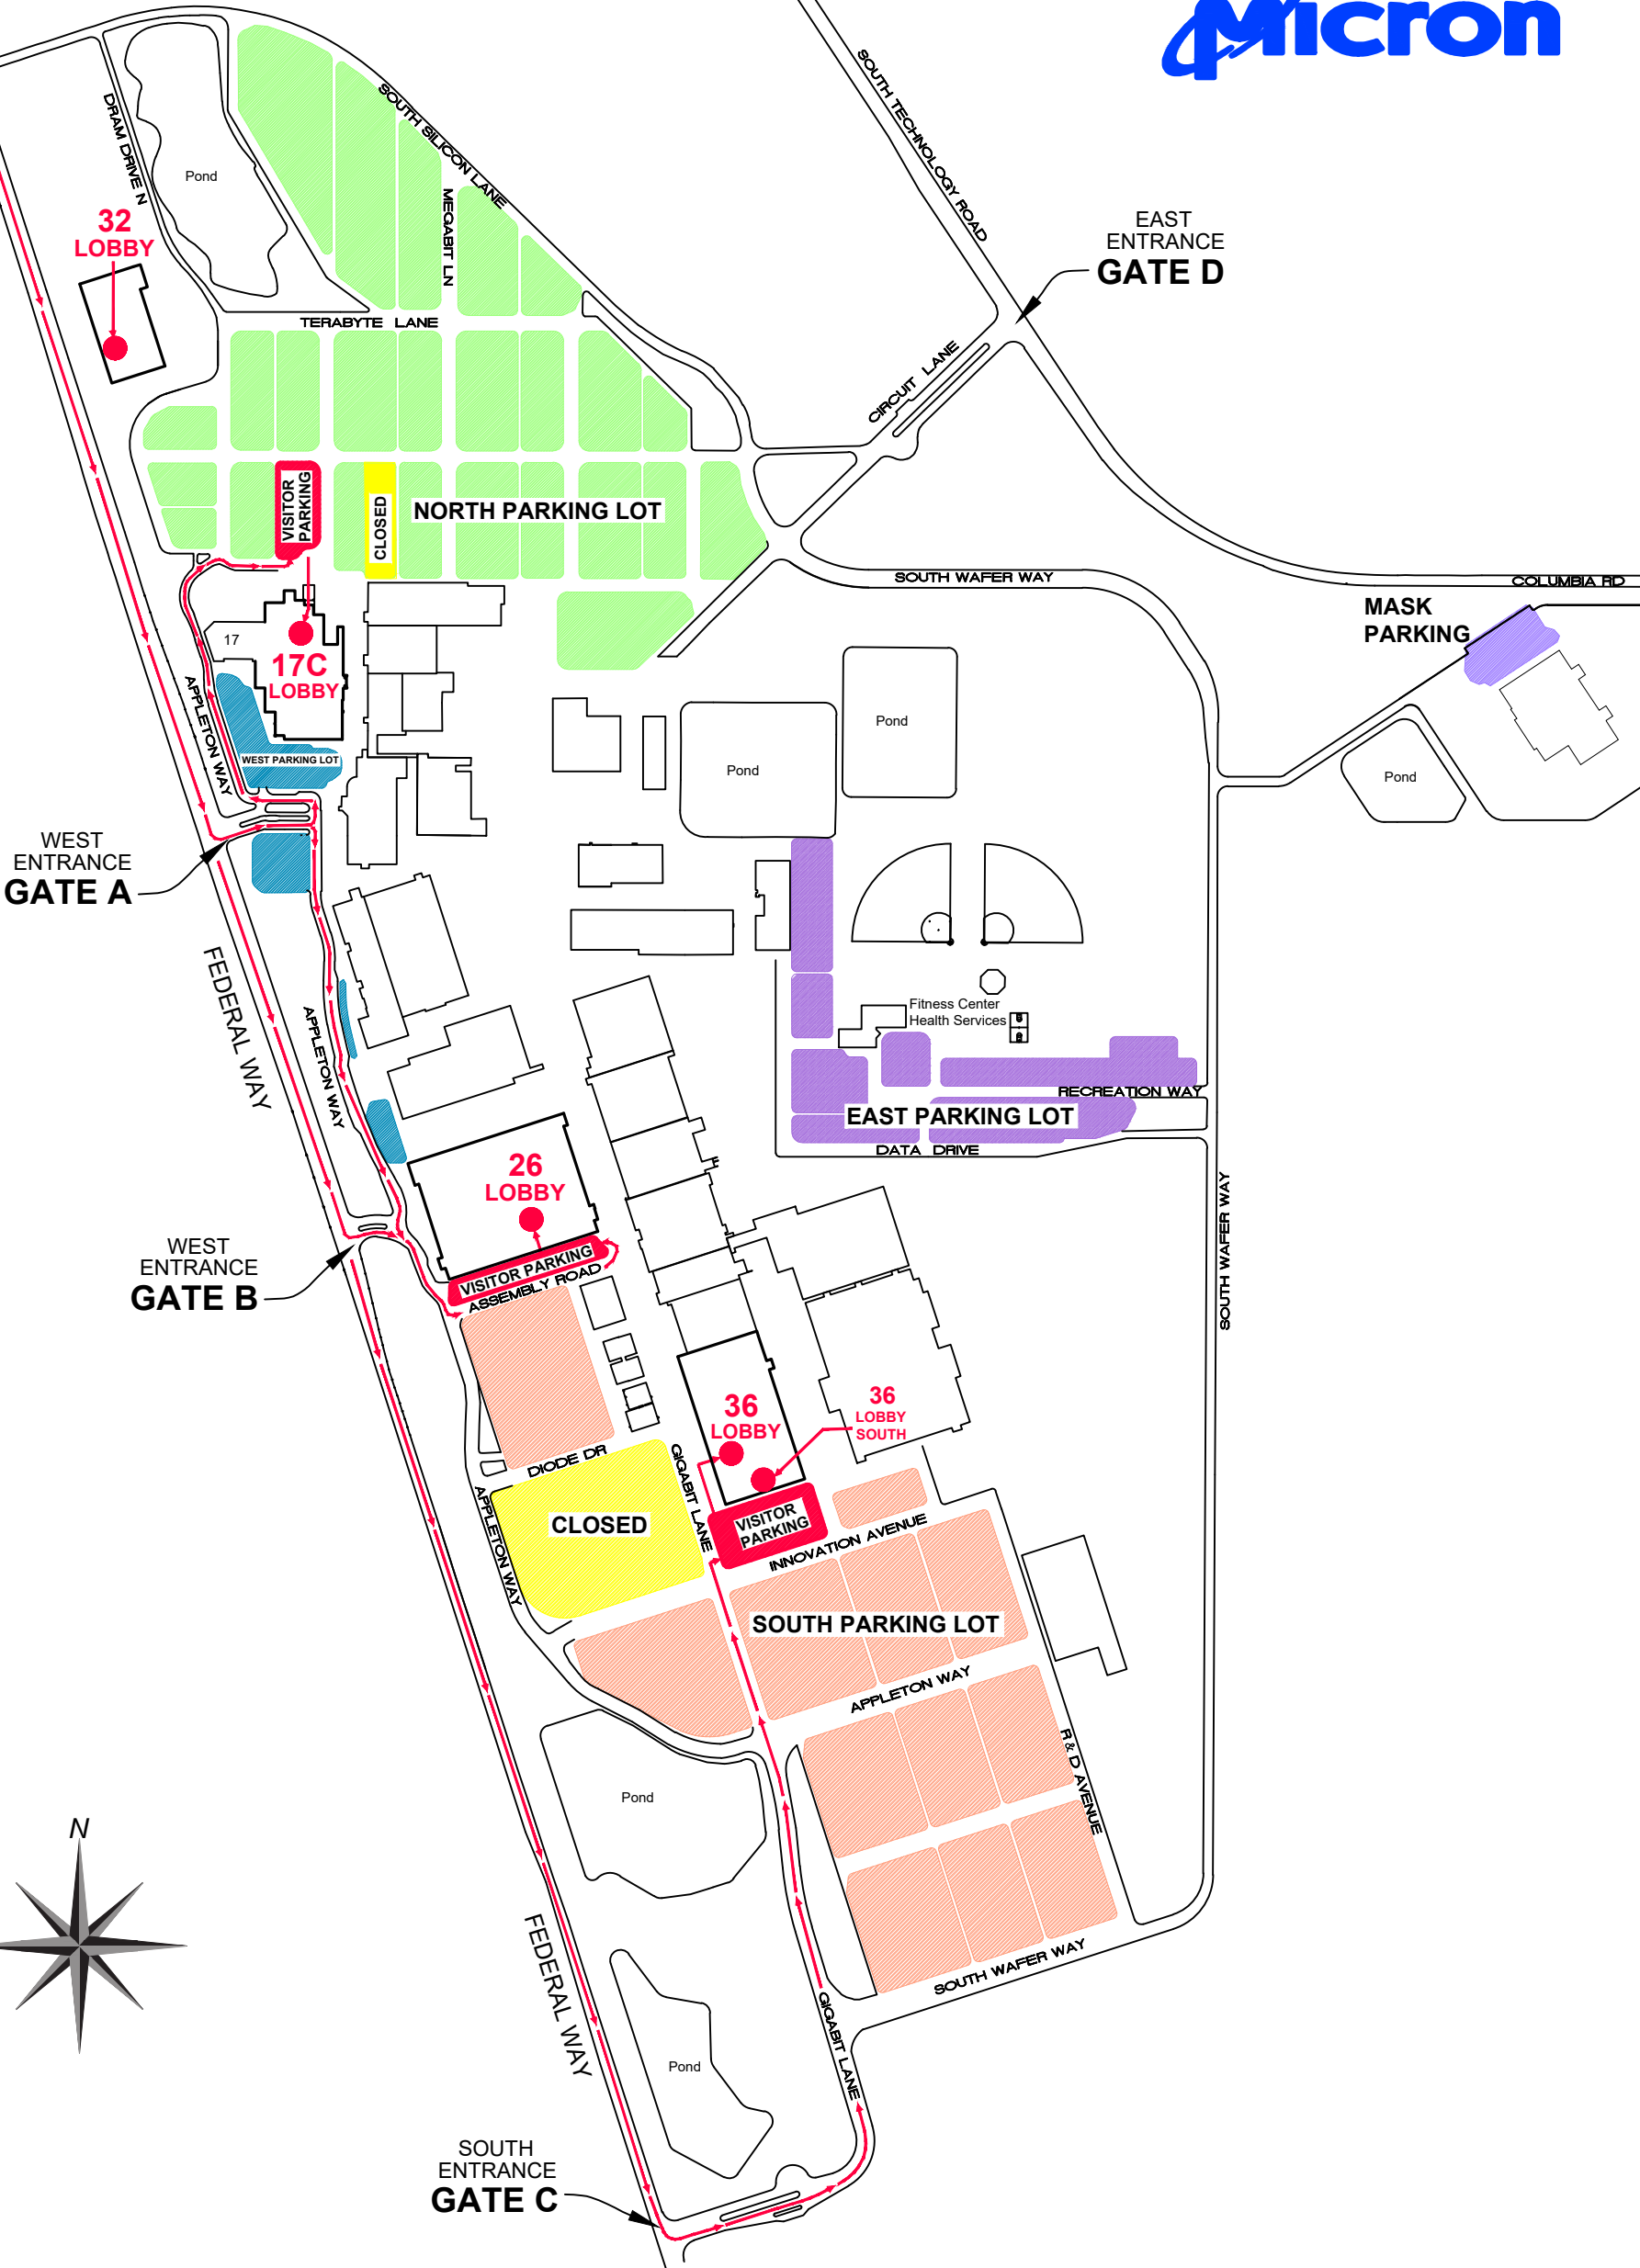 Micron
SOUTH TECHNOLOGY ROAD
SOUTH SILICON LANE
DRAM DRIVE N
Pond
MEGABIT LN
32
LOBBY
EAST
ENTRANCE
GATE D
TERABYTE LANE
CIRCUIT LANE
VISITOR
PARKING
CLOSED
NORTH PARKING LOT
SOUTH WAFER WAY
COLUMBIA RD
MASK
PARKING
17
17C
LOBBY
APPLETON WAY
WEST PARKING LOT
Pond
Pond
Pond
WEST
ENTRANCE
GATE A
FEDERAL WAY
APPLETON WAY
Fitness Center
Health Services
RECREATION WAY
EAST PARKING LOT
DATA DRIVE
26
LOBBY
SOUTH WAFER WAY
WEST
ENTRANCE
GATE B
VISITOR PARKING
ASSEMBLY ROAD
36
LOBBY
36
LOBBY
SOUTH
DIODE DR
GIGABIT LANE
APPLETON WAY
CLOSED
VISITOR
PARKING
INNOVATION AVENUE
SOUTH PARKING LOT
APPLETON WAY
R & D AVENUE
Pond
N
FEDERAL WAY
SOUTH WAFER WAY
GIGABIT LANE
Pond
SOUTH
ENTRANCE
GATE C